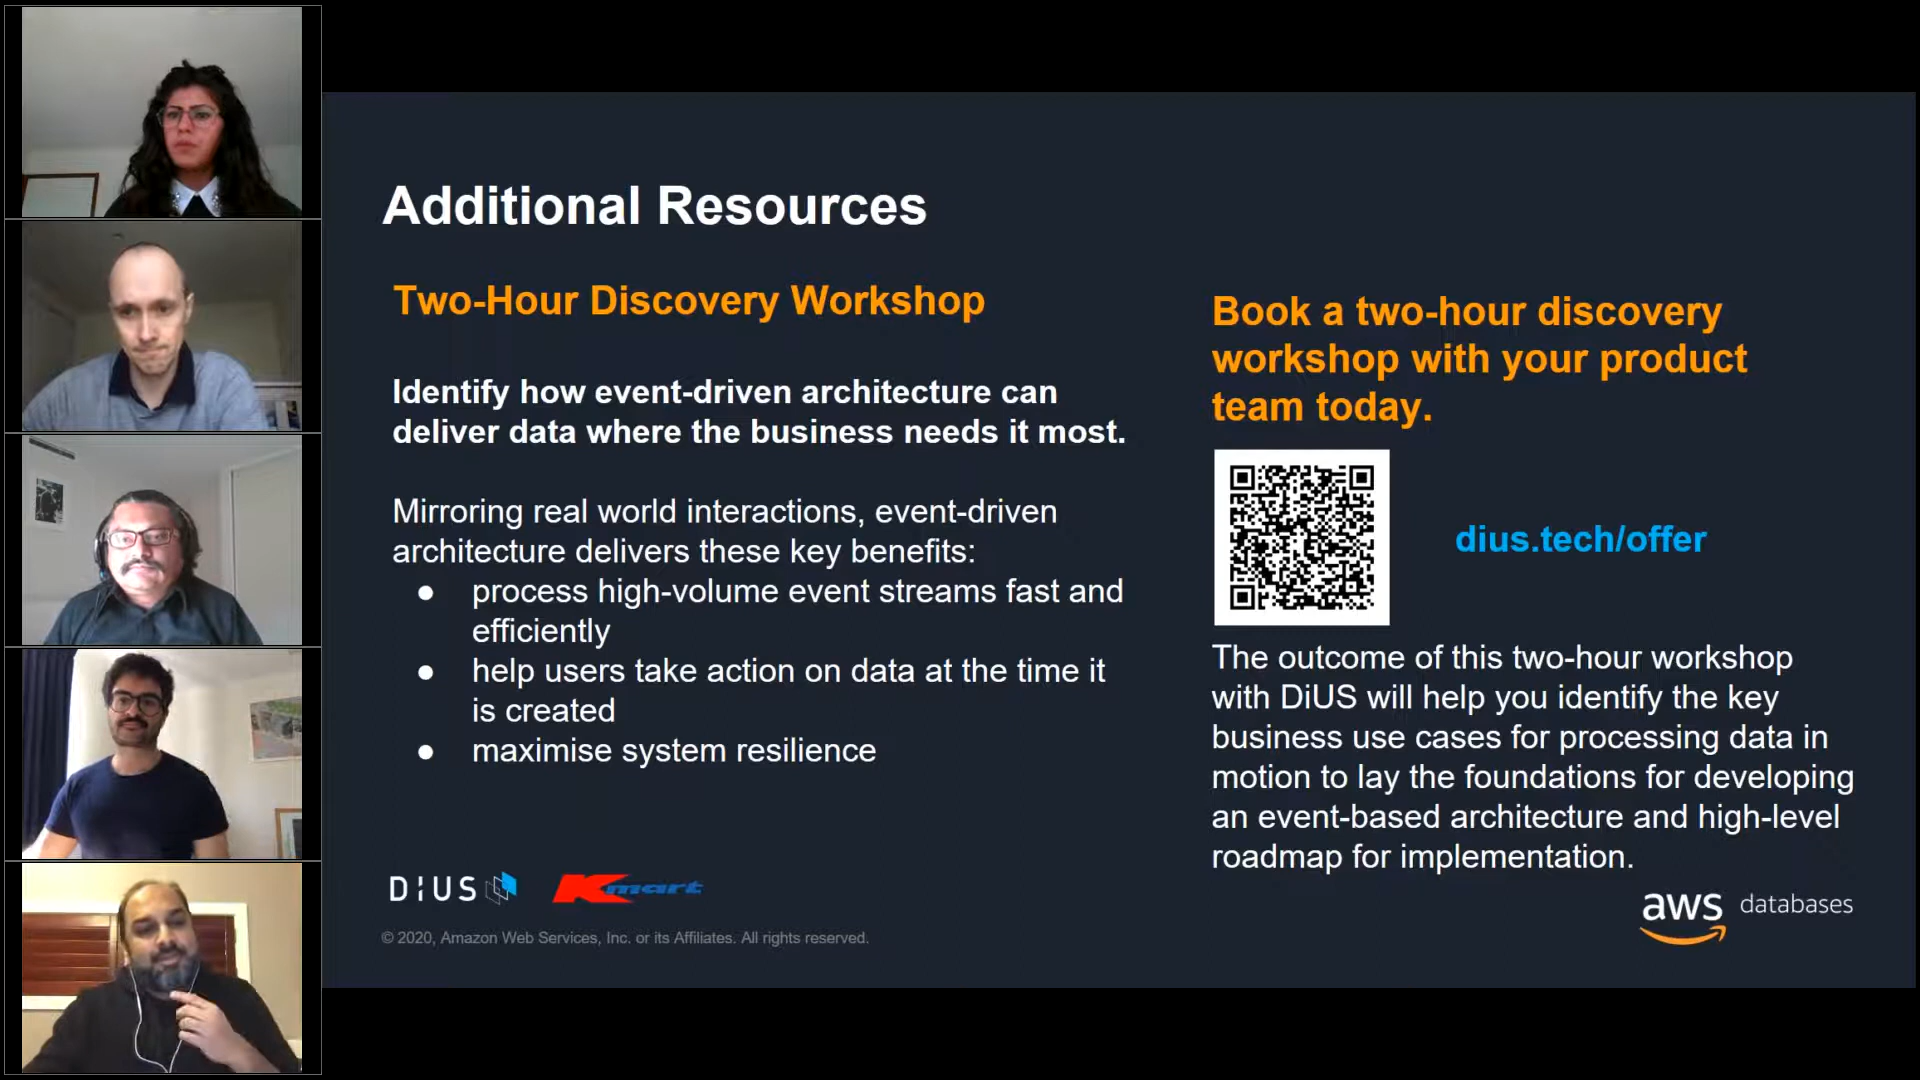 Additional Resources
Two-Hour Discovery Workshop
Identify how event-driven architecture can
deliver data where the business needs it most.
Mirroring real world interactions, event-driven
architecture delivers these key benefits:
● process high-volume event streams fast and
efficiently
● help users take action on data at the time it
is created
● maximise system resilience
Book a two-hour discovery
workshop with your product
team today.
dius.tech/offer
The outcome of this two-hour workshop
with DiUS will help you identify the key
business use cases for processing data in
motion to lay the foundations for developing
an event-based architecture and high-level
roadmap for implementation.
DiUS
Kmart
© 2020, Amazon Web Services, Inc. or its Affiliates. All rights reserved.
aws databases